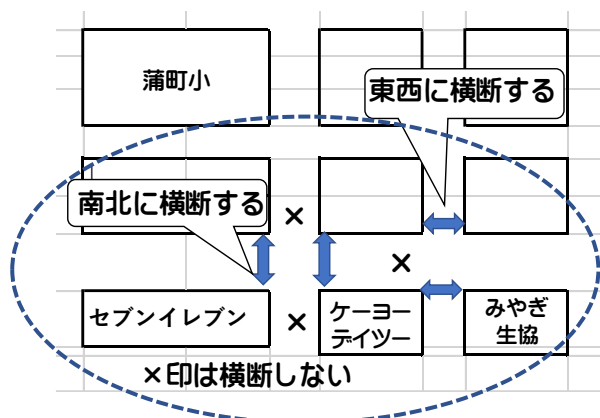 蒲町小
東西に横断する
南北に横断する
×
×
セブンイレブン
×
ケーヨー
デイツー
みやぎ
生協
×印は横断しない